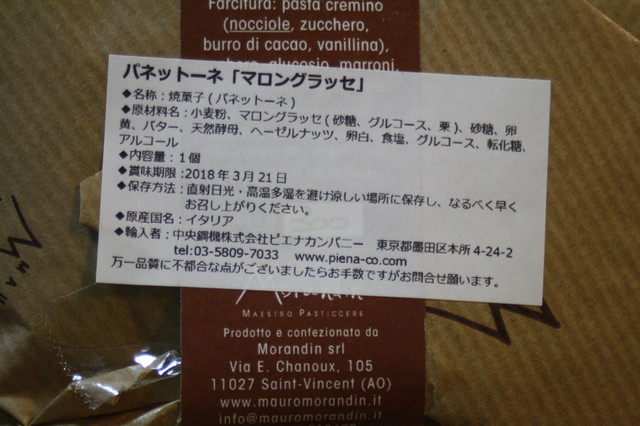 Farcitura: pasta cremino
(nocciole, zucchero,
burro di cacao, vanillina),
glucosio, marroni
パネットーネ「マロングラッセ」
◆名称：焼菓子(パネットーネ)
◆原材料名：小麦粉、マロングラッセ(砂糖、グルコース、栗)、砂糖、卵
黄、バター、天然酵母、ヘーゼルナッツ、卵白、食塩、グルコース、転化糖、
アルコール
◆内容量：1個
◆賞味期限:2018年3月21日
◆保存方法：直射日光・高温多湿を避け涼しい場所に保存し、なるべく早く
お召し上がりください。
◆原産国名：イタリア
◆輸入者：中央鋼機株式会社ピエナカンパニー 東京都墨田区本所4-24-2
tel:03-5809-7033 www.piena-co.com
万一品質に不都合な点がございましたらお手数ですがお問合せ願います。
Morandin
MAESTRO PASTICCERE
Prodotto e confezionato da
Morandin srl
Via E. Chanoux, 105
11027 Saint-Vincent (AO)
www.mauromorandin.it
info@mauromorandin.it